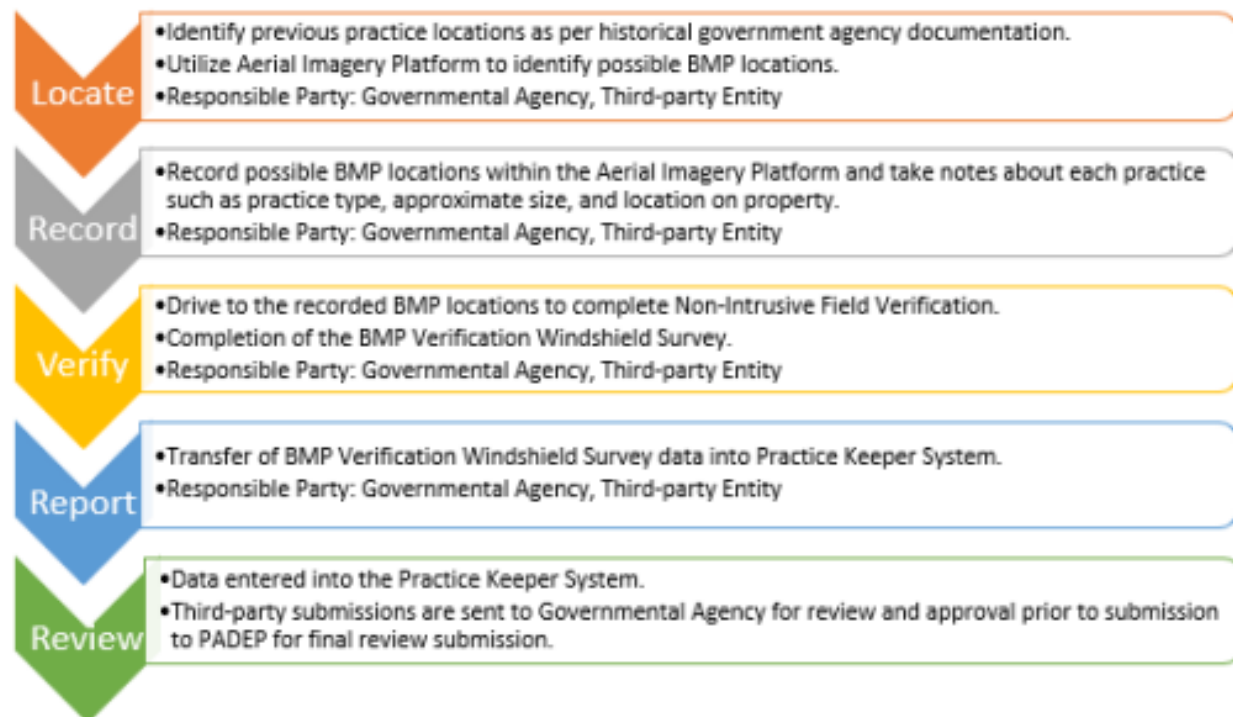 Locate
•Identify previous practice locations as per historical government agency documentation.
•Utilize Aerial Imagery Platform to identify possible BMP locations.
•Responsible Party: Governmental Agency, Third-party Entity
Record
•Record possible BMP locations within the Aerial Imagery Platform and take notes about each practice
such as practice type, approximate size, and location on property.
•Responsible Party: Governmental Agency, Third-party Entity
Verify
•Drive to the recorded BMP locations to complete Non-Intrusive Field Verification.
•Completion of the BMP Verification Windshield Survey.
•Responsible Party: Governmental Agency, Third-party Entity
Report
•Transfer of BMP Verification Windshield Survey data into Practice Keeper System.
•Responsible Party: Governmental Agency, Third-party Entity
Review
•Data entered into the Practice Keeper System.
•Third-party submissions are sent to Governmental Agency for review and approval prior to submission
to PADEP for final review submission.